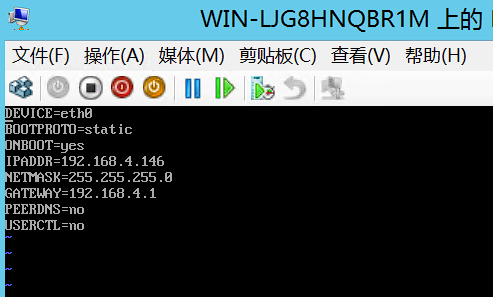 WIN-LJG8HNQBR1M 上的
文件(F) 操作(A) 媒体(M) 剪贴板(C) 查看(V) 帮助(H)
DEVICE=eth0
BOOTPROTO=static
ONBOOT=yes
IPADDR=192.168.4.146
NETMASK=255.255.255.0
GATEWAY=192.168.4.1
PEERDNS=no
USERCTL=no
~
~
~
~